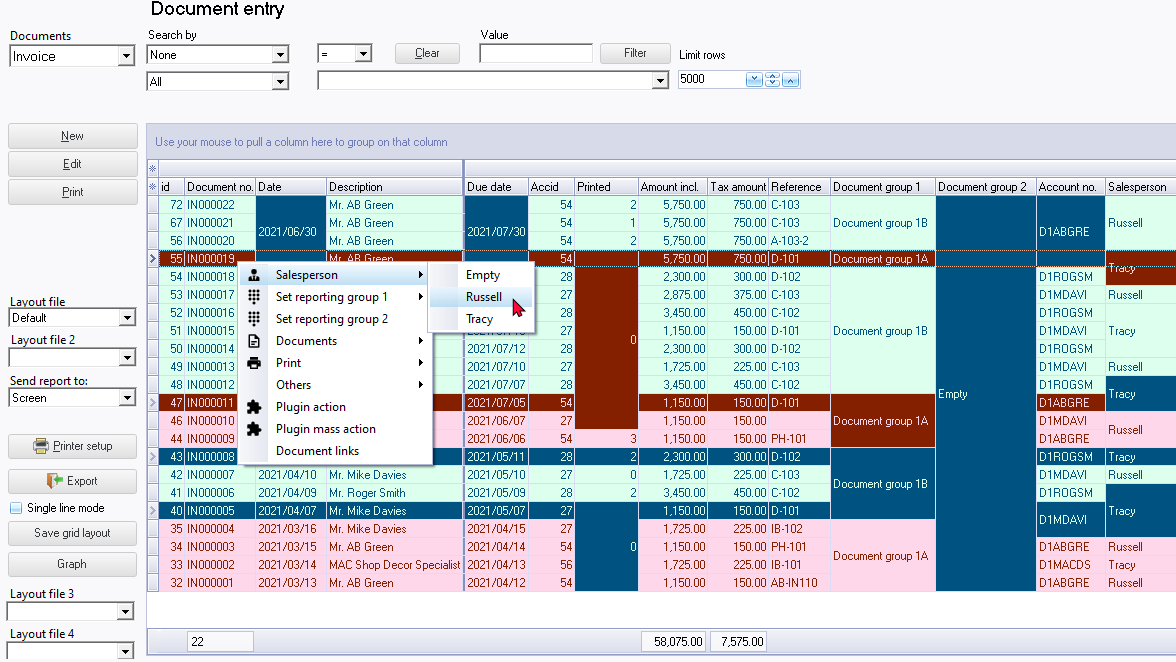 Document entry
Documents
Search by
Value
Invoice
None
=
Clear
Filter
Limit rows
All
5000
New
Edit
Print
Use your mouse to pull a column here to group on that column
id Document no. Date Description Due date Accid Printed Amount incl. Tax amount Reference Document group 1 Document group 2 Account no. Salesperson
72 IN000022 Mr. AB Green 54 2 5,750.00 750.00 C-103
67 IN000021 Mr. AB Green 54 1 5,750.00 750.00 C-103 Document group 1B Russell
56 IN000020 2021/06/30 Mr. AB Green 2021/07/30 54 2 5,750.00 750.00 A-103-2 D1ABGRE
55 IN000019 Mr. AB Green 54 5,750.00 750.00 D-101 Document group 1A
Tracy
54 IN000018 28 2,300.00 300.00 D-102 D1ROGSM
53 IN000017 27 2,875.00 375.00 C-103 D1MDAVI Russell
52 IN000016 28 3,450.00 450.00 C-102 D1ROGSM
51 IN000015 27 1,150.00 150.00 D-101 Document group 1B D1MDAVI Tracy
50 IN000014 2021/07/12 28 0 2,300.00 300.00 D-102 D1ROGSM
49 IN000013 2021/07/10 27 1,725.00 225.00 C-103 D1MDAVI Russell
48 IN000012 2021/07/07 28 3,450.00 450.00 C-102 D1ROGSM
47 IN000011 2021/07/05 54 1,150.00 150.00 D-101 Empty D1ABGRE Tracy
46 IN000010 2021/06/07 27 1,150.00 150.00 Document group 1A D1MDAVI
44 IN000009 2021/06/06 54 3 1,150.00 150.00 PH-101 D1ABGRE Russell
43 IN000008 2021/05/11 28 2 2,300.00 300.00 D-102 D1ROGSM Tracy
42 IN000007 2021/04/10 Mr. Mike Davies 2021/05/10 27 0 1,725.00 225.00 C-103 D1MDAVI Russell
41 IN000006 2021/04/09 Mr. Roger Smith 2021/05/09 28 2 3,450.00 450.00 C-102 Document group 1B D1ROGSM
40 IN000005 2021/04/07 Mr. Mike Davies 2021/05/07 27 1,150.00 150.00 D-101 D1MDAVI Tracy
35 IN000004 2021/03/16 Mr. Mike Davies 2021/04/15 27 1,725.00 225.00 IB-102
34 IN000003 2021/03/15 Mr. AB Green 2021/04/14 54 0 1,150.00 150.00 PH-101 Document group 1A D1ABGRE Russell
33 IN000002 2021/03/14 MAC Shop Decor Specialist 2021/04/13 56 1,725.00 225.00 IB-101 D1MACDS Tracy
32 IN000001 2021/03/13 Mr. AB Green 2021/04/12 54 1,150.00 150.00 AB-IN110 D1ABGRE Russell
22 58,075.00 7,575.00
Salesperson
Set reporting group 1
Set reporting group 2
Documents
Print
Others
Plugin action
Plugin mass action
Document links
Empty
Russell
Tracy
Layout file
Default
Layout file 2
Send report to:
Screen
Printer setup
Export
Single line mode
Save grid layout
Graph
Layout file 3
Layout file 4